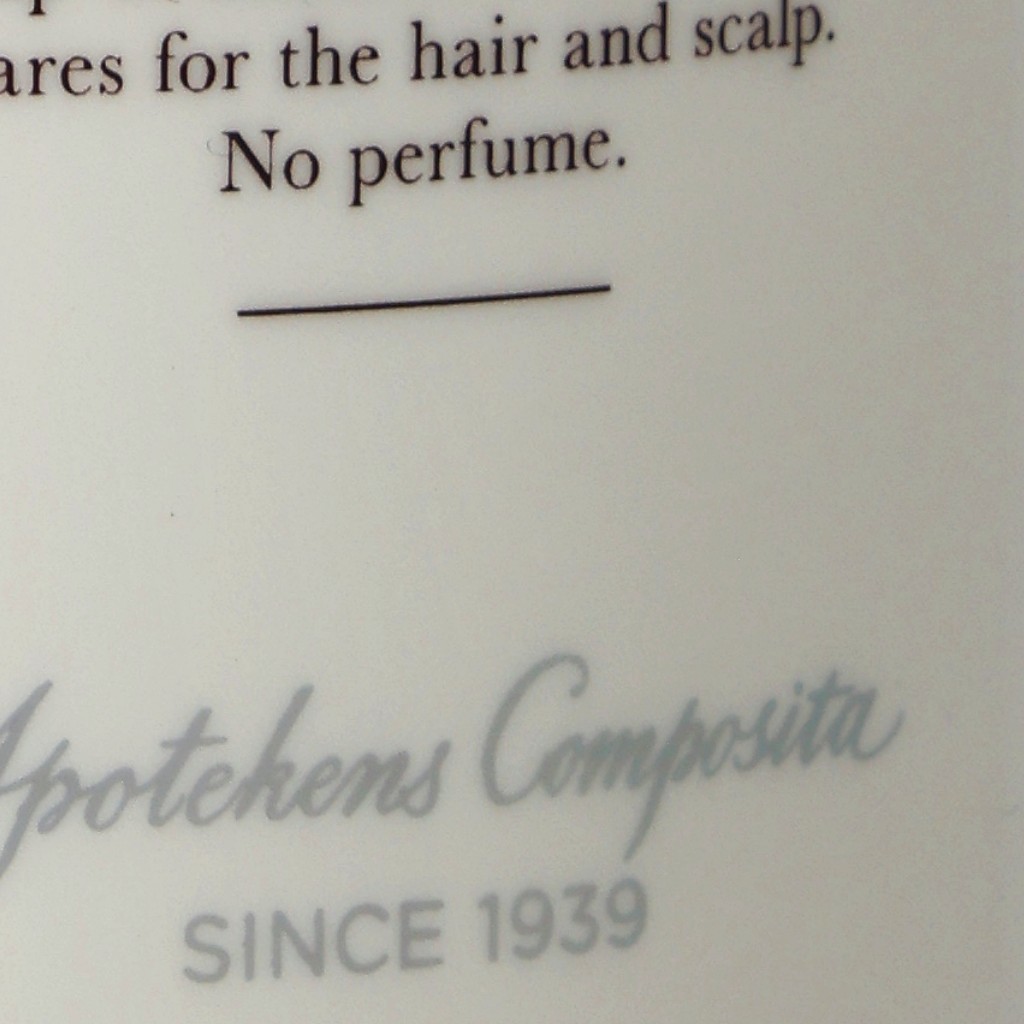 ares for the hair and scalp.
No perfume.
Apotekens Composita
SINCE 1939